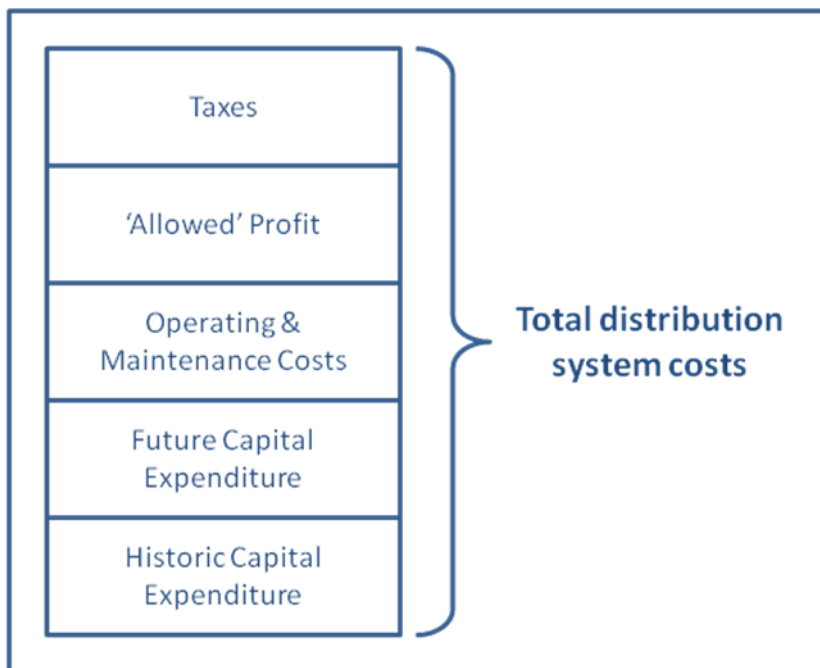 Taxes
‘Allowed’ Profit
Operating &
Maintenance Costs
Future Capital
Expenditure
Historic Capital
Expenditure
Total distribution
system costs